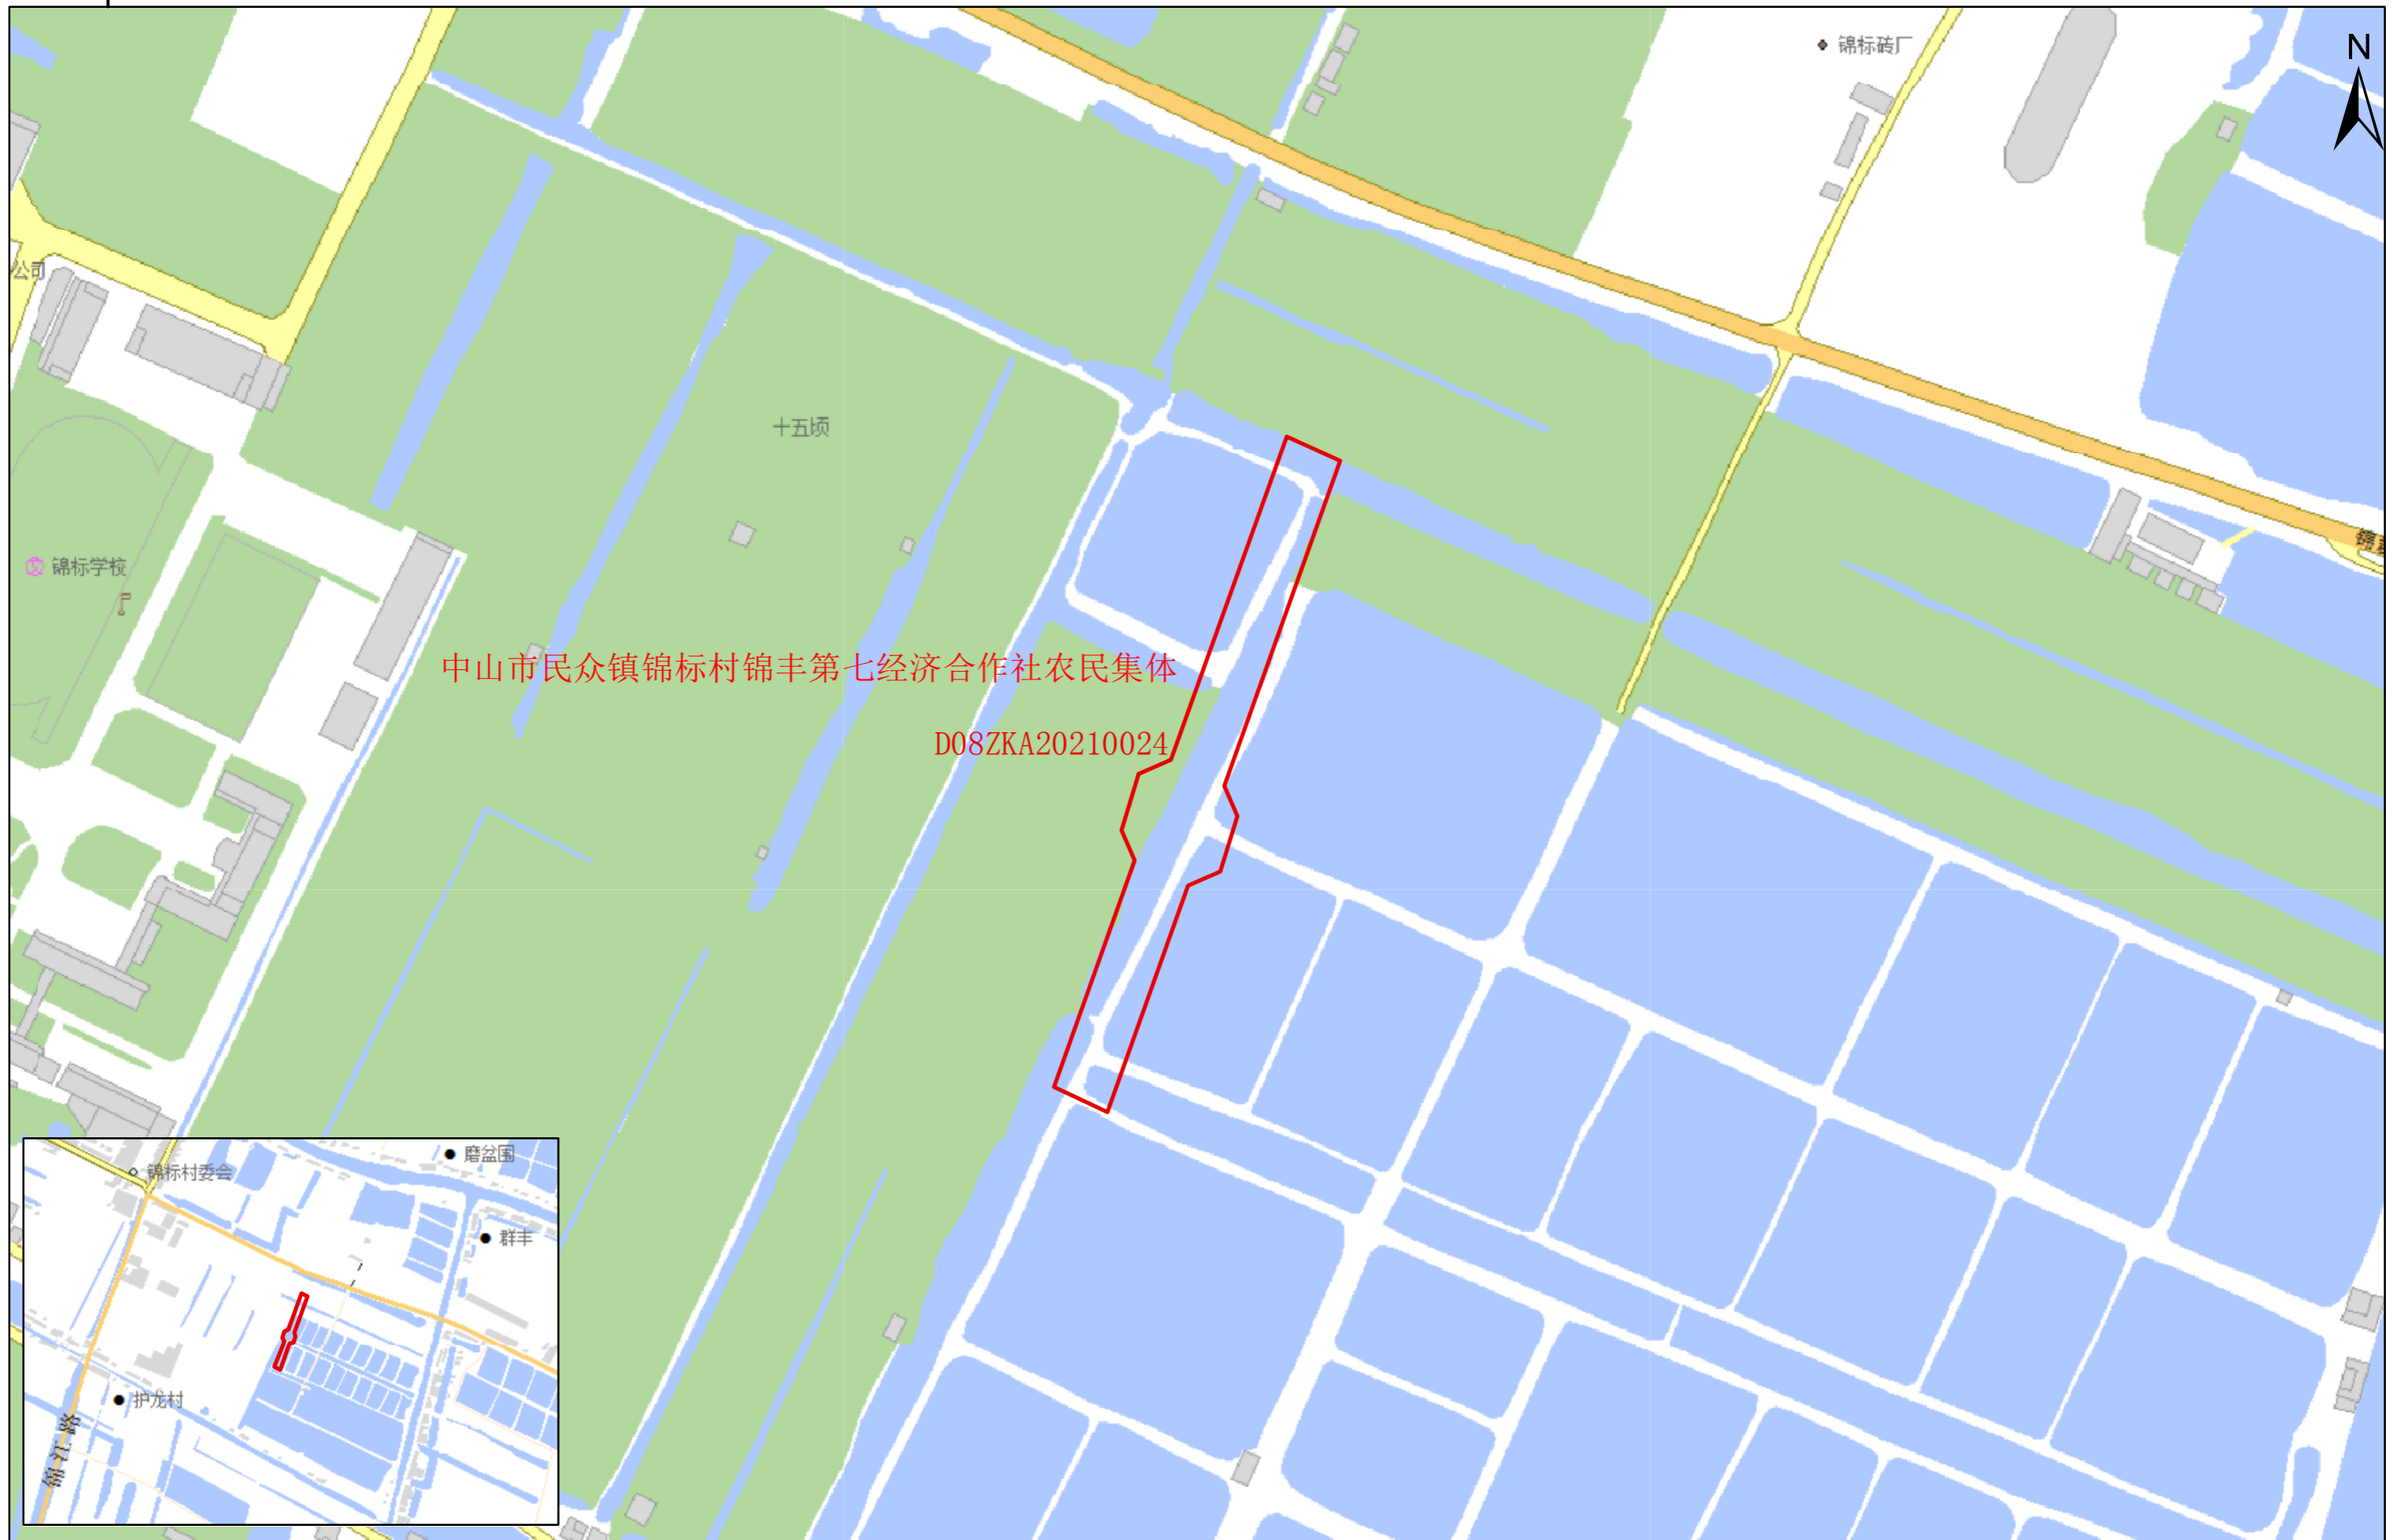 锦标砖厂
N
公司
十五顷
锦标学校
中山市民众镇锦标村锦丰第七经济合作社农民集体
D08ZKA20210024
磨盆围
锦标村委会
群丰
护龙村
锦江路